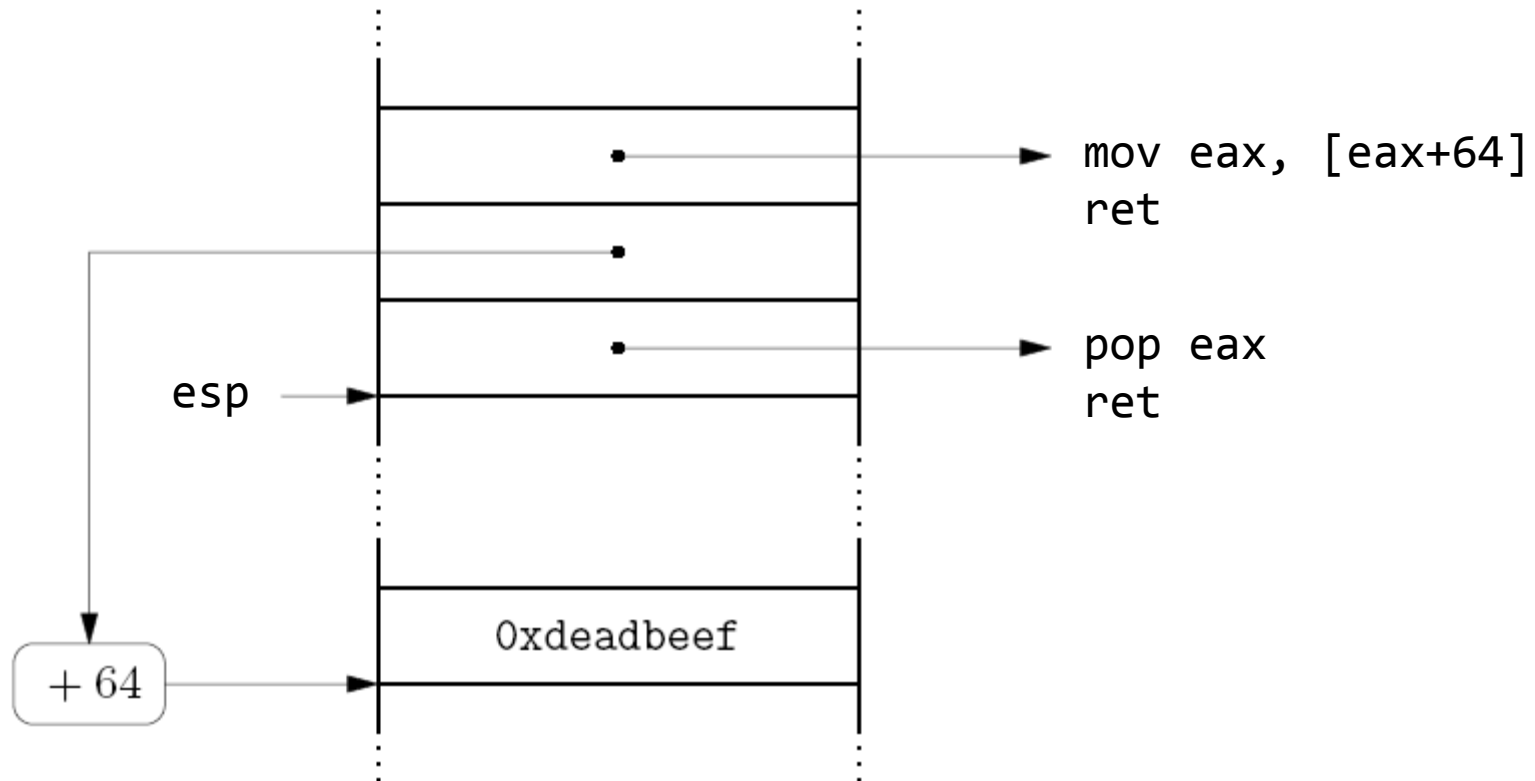 mov eax, [eax+64]
ret
pop eax
ret
esp
0xdeadbeef
+ 64